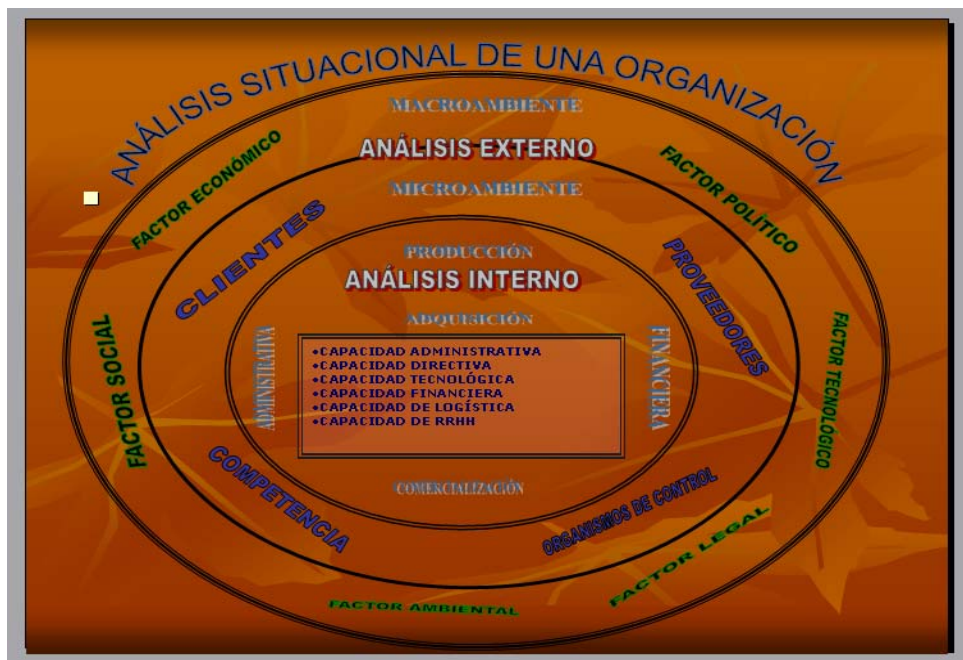 ANÁLISIS SITUACIONAL DE UNA ORGANIZACIÓN
MACROAMBIENTE
ANÁLISIS EXTERNO
MICROAMBIENTE
FACTOR ECONÓMICO
FACTOR POLÍTICO
CLIENTES
PROVEEDORES
PRODUCCIÓN
ANÁLISIS INTERNO
ADQUISICIÓN
FACTOR SOCIAL
ADMINISTRATIVA
•CAPACIDAD ADMINISTRATIVA
•CAPACIDAD DIRECTIVA
•CAPACIDAD TECNOLÓGICA
•CAPACIDAD FINANCIERA
•CAPACIDAD DE LOGÍSTICA
•CAPACIDAD DE RRHH
FINANCIERA
FACTOR TECNOLÓGICO
COMPETENCIA
COMERCIALIZACIÓN
ORGANISMOS DE CONTROL
FACTOR AMBIENTAL
FACTOR LEGAL